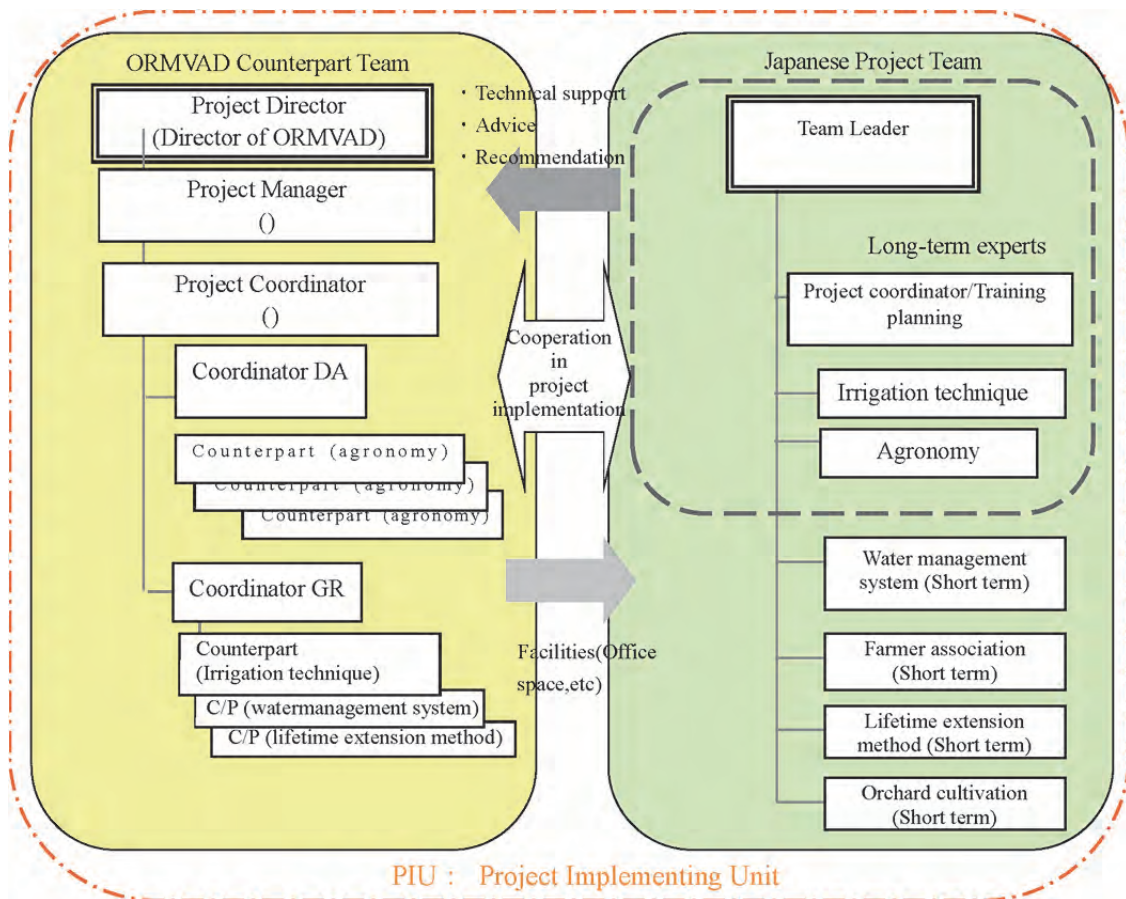 ORMVAD Counterpart Team
Project Director
(Director of ORMVAD)
Project Manager
()
Project Coordinator
()
Coordinator DA
Counterpart (agronomy)
Counterpart (agronomy)
Counterpart (agronomy)
Coordinator GR
Counterpart
(Irrigation technique)
C/P (watermanagement system)
C/P (lifetime extension method)
・Technical support
・Advice
・Recommendation
Cooperation
in
project
implementation
Facilities(Office
space,etc)
Japanese Project Team
Team Leader
Long-term experts
Project coordinator/Training
planning
Irrigation technique
Agronomy
Water management
system (Short term)
Farmer association
(Short term)
Lifetime extension
method (Short term)
Orchard cultivation
(Short term)
PIU : Project Implementing Unit